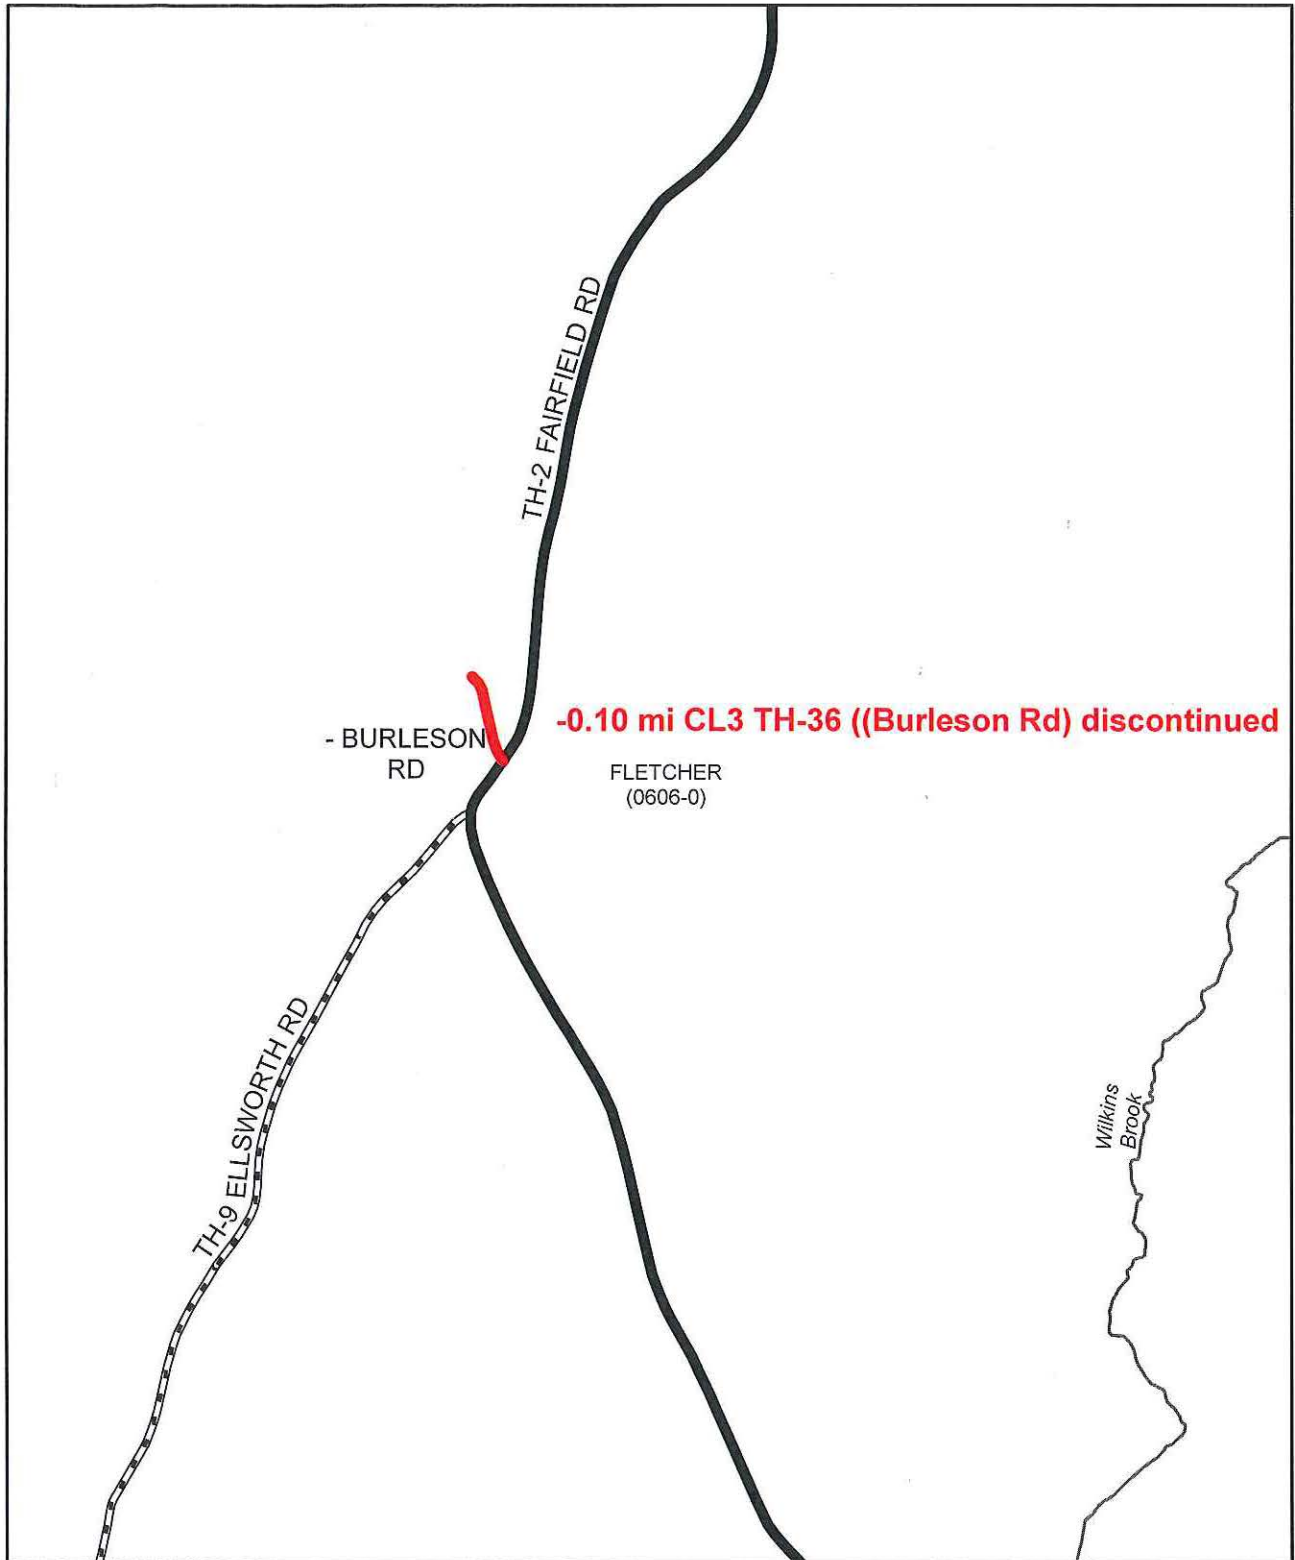 TH-2 FAIRFIELD RD
-0.10 mi CL3 TH-36 ((Burleson Rd) discontinued
- BURLESON
RD
FLETCHER
(0606-0)
TH-9 ELLSWORTH RD
Wilkins
Brook